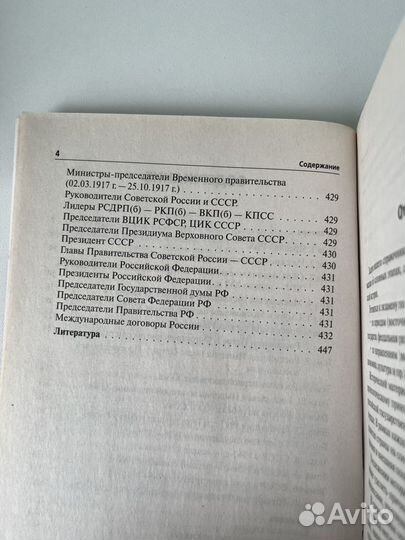 4 Содержание
Министры-председатели Временного правительства
(02.03.1917 г. — 25.10.1917 г.) 429
Руководители Советской России и СССР.
Лидеры РСДРП(б) — РКП(б) — ВКП(б) — КПСС 429
Председатели ВЦИК РСФСР, ЦИК СССР 429
Председатели Президиума Верховного Совета СССР 429
Президент СССР 430
Главы Правительства Советской России — СССР 430
Руководители Российской Федерации.
Президенты Российской Федерации 431
Председатели Государственной думы РФ 431
Председатели Совета Федерации РФ 431
Председатели Правительства РФ 431
Международные договоры России 432
Литература 447
Avito